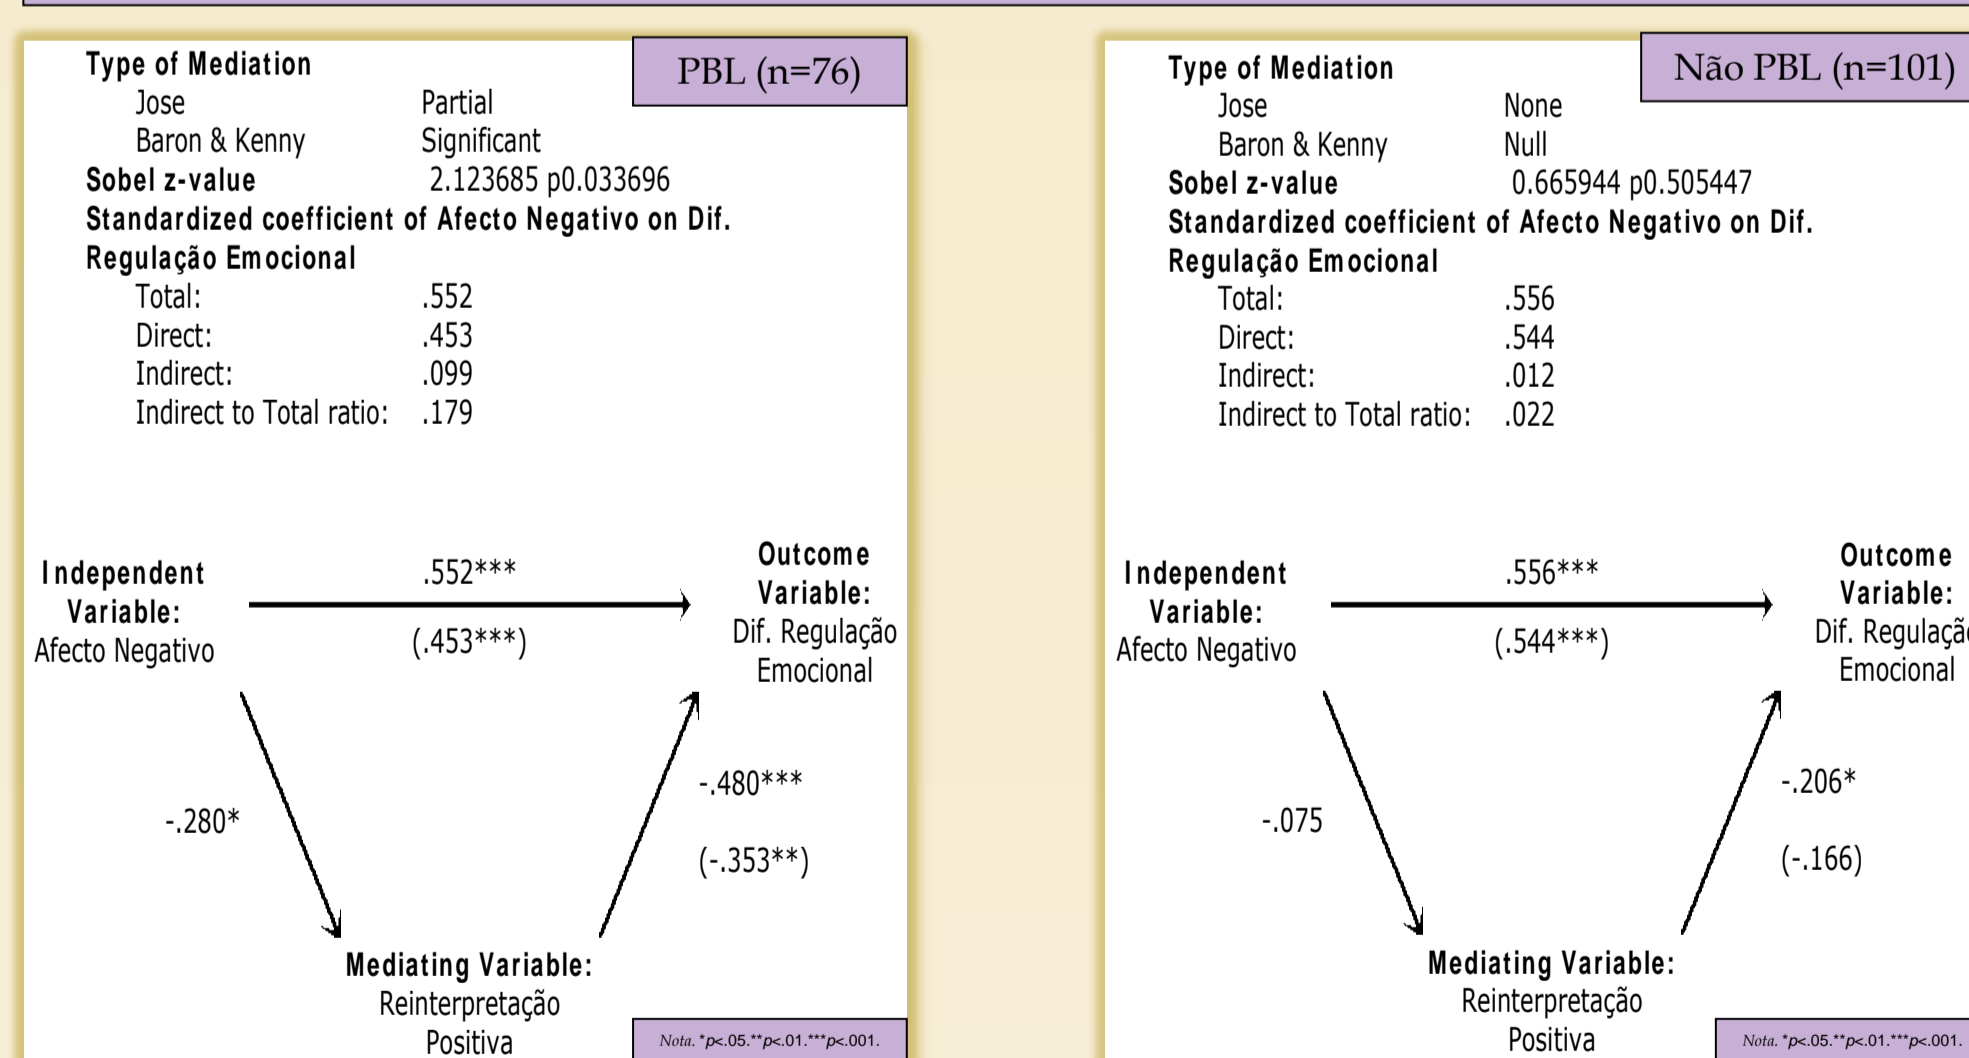 PBL (n=76)
Type of Mediation
Jose Partial
Baron & Kenny Significant
Sobel z-value 2.123685 p0.033696
Standardized coefficient of Afecto Negativo on Dif.
Regulação Emocional
Total: .552
Direct: .453
Indirect: .099
Indirect to Total ratio: .179
Independent
Variable:
Afecto Negativo
.552***
(.453***)
Outcome
Variable:
Dif. Regulação
Emocional
-.280*
-.480***
(-.353**)
Mediating Variable:
Reinterpretação
Positiva
Nota. *p<.05.**p<.01.***p<.001.
Não PBL (n=101)
Type of Mediation
Jose None
Baron & Kenny Null
Sobel z-value 0.665944 p0.505447
Standardized coefficient of Afecto Negativo on Dif.
Regulação Emocional
Total: .556
Direct: .544
Indirect: .012
Indirect to Total ratio: .022
Independent
Variable:
Afecto Negativo
.556***
(.544***)
Outcome
Variable:
Dif. Regulação
Emocional
-.075
-.206*
(-.166)
Mediating Variable:
Reinterpretação
Positiva
Nota. *p<.05.**p<.01.***p<.001.